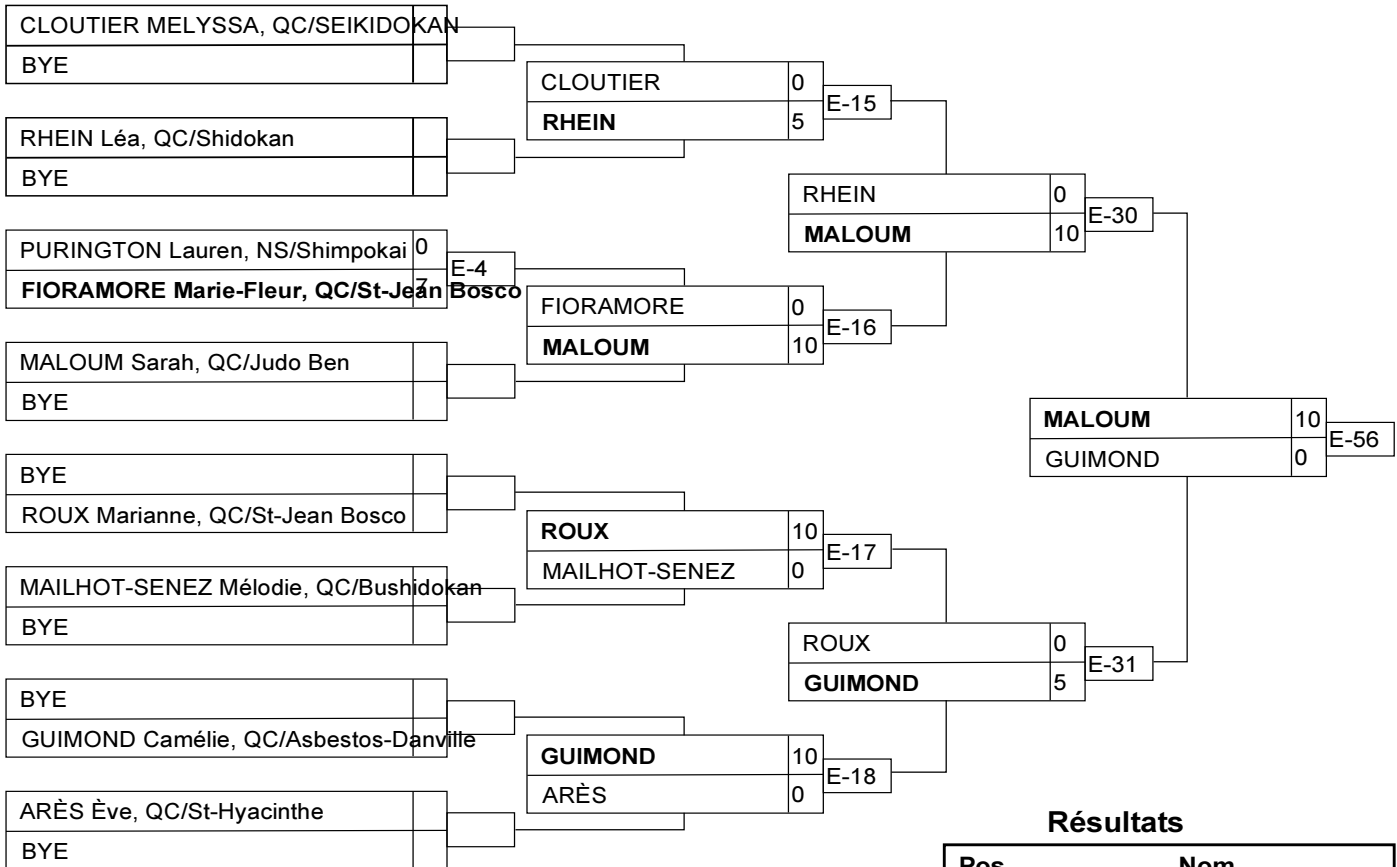 CLOUTIER MELYSSA, QC/SEIKIDOKAN
BYE
RHEIN Léa, QC/Shidokan
BYE
PURINGTON Lauren, NS/Shimpokai 0
FIORAMORE Marie-Fleur, QC/St-Jean Bosco 7
E-4
MALOUM Sarah, QC/Judo Ben
BYE
BYE
ROUX Marianne, QC/St-Jean Bosco
MAILHOT-SENEZ Mélodie, QC/Bushidokan
BYE
BYE
GUIMOND Camélie, QC/Asbestos-Danville
ARÈS Ève, QC/St-Hyacinthe
BYE
CLOUTIER 0
RHEIN 5
E-15
FIORAMORE 0
MALOUM 10
E-16
ROUX 10
MAILHOT-SENEZ 0
E-17
GUIMOND 10
ARÈS 0
E-18
RHEIN 0
MALOUM 10
E-30
ROUX 0
GUIMOND 5
E-31
MALOUM 10
GUIMOND 0
E-56
Résultats
Pos Nom